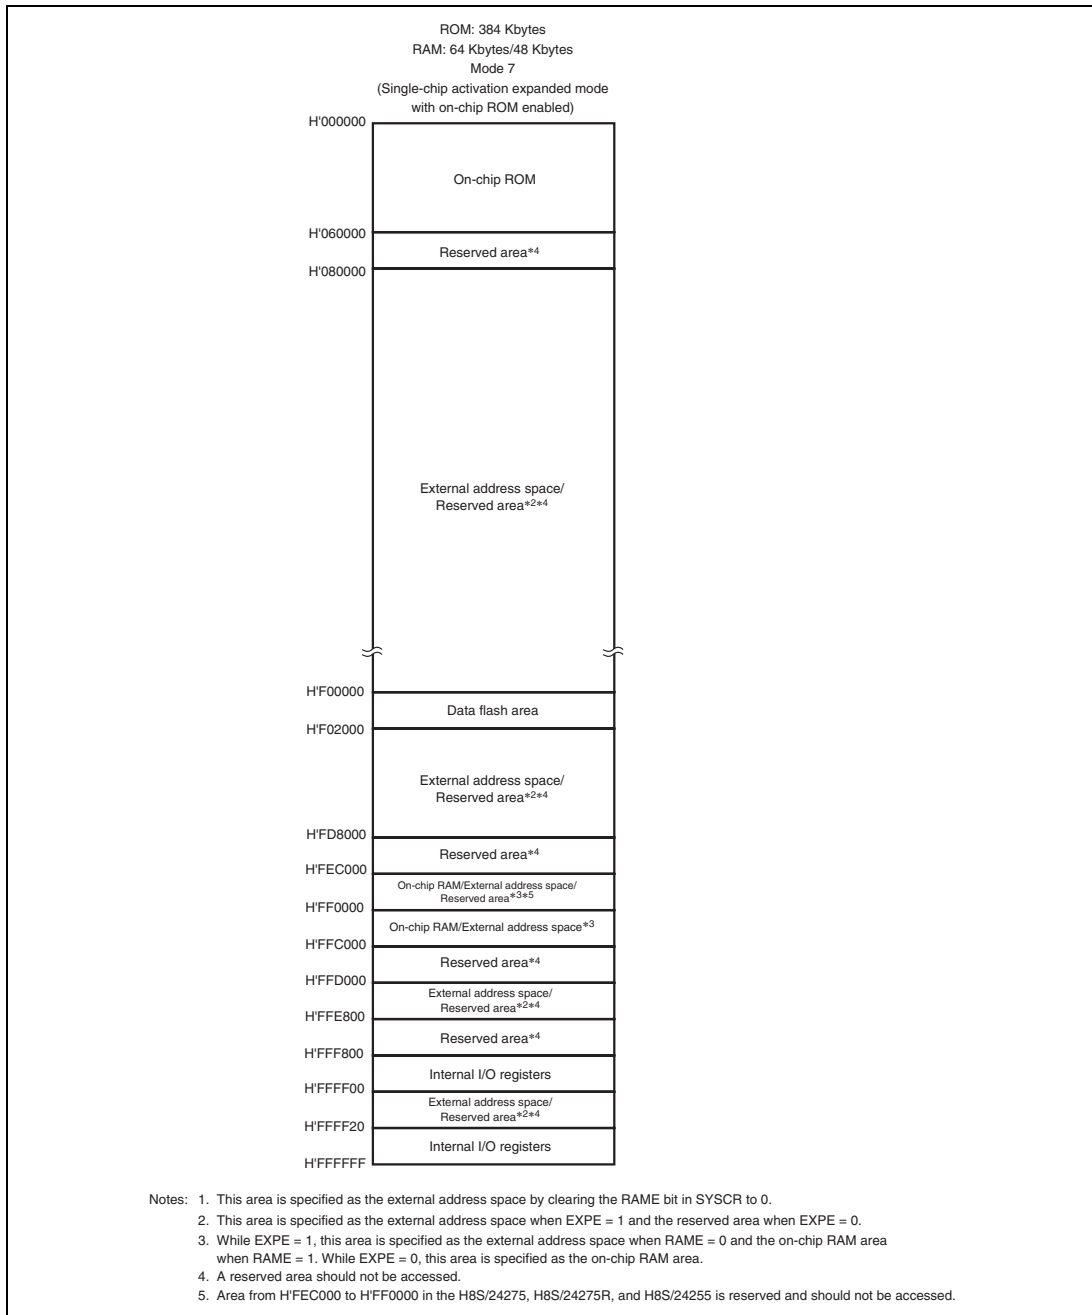 ROM: 384 Kbytes
RAM: 64 Kbytes/48 Kbytes
Mode 7
(Single-chip activation expanded mode
with on-chip ROM enabled)
H'000000
On-chip ROM
H'060000
Reserved area*4
H'080000
External address space/
Reserved area*2*4
H'F00000
Data flash area
H'F02000
External address space/
Reserved area*2*4
H'FD8000
Reserved area*4
H'FEC000
On-chip RAM/External address space/
Reserved area*3*5
H'FF0000
On-chip RAM/External address space*3
H'FFC000
Reserved area*4
H'FFD000
External address space/
Reserved area*2*4
H'FFE800
Reserved area*4
H'FFF800
Internal I/O registers
H'FFFF00
External address space/
Reserved area*2*4
H'FFFF20
Internal I/O registers
H'FFFFFF
Notes: 1. This area is specified as the external address space by clearing the RAME bit in SYSCR to 0.
2. This area is specified as the external address space when EXPE = 1 and the reserved area when EXPE = 0.
3. While EXPE = 1, this area is specified as the external address space when RAME = 0 and the on-chip RAM area
when RAME = 1. While EXPE = 0, this area is specified as the on-chip RAM area.
4. A reserved area should not be accessed.
5. Area from H'FEC000 to H'FF0000 in the H8S/24275, H8S/24275R, and H8S/24255 is reserved and should not be accessed.